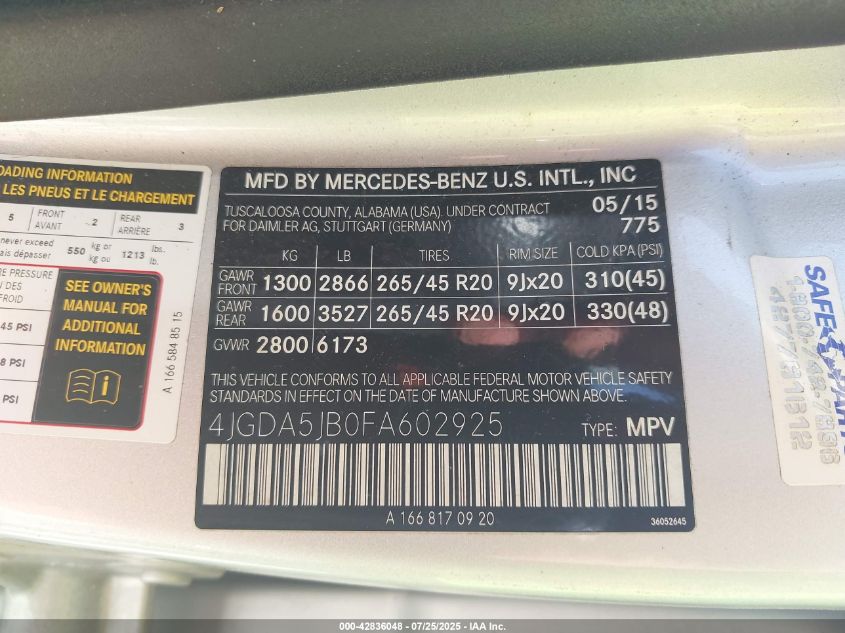 OADING INFORMATION
LES PNEUS ET LE CHARGEMENT
5 FRONT AVANT 2 REAR ARRIÈRE 3
never exceed
ais dépasser 550 kg or kg ou 1213 lbs. lb.
RE PRESSURE
N DES
FROID
45 PSI
8 PSI
PSI
SEE OWNER'S
MANUAL FOR
ADDITIONAL
INFORMATION
A 166 584 85 15
MFD BY MERCEDES-BENZ U.S. INTL., INC
TUSCALOOSA COUNTY, ALABAMA (USA). UNDER CONTRACT 05/15
FOR DAIMLER AG, STUTTGART (GERMANY) 775
KG LB TIRES RIM SIZE COLD KPA (PSI)
GAWR FRONT 1300 2866 265/45 R20 9Jx20 310(45)
GAWR REAR 1600 3527 265/45 R20 9Jx20 330(48)
GVWR 2800 6173
THIS VEHICLE CONFORMS TO ALL APPLICABLE FEDERAL MOTOR VEHICLE SAFETY
STANDARDS IN EFFECT ON THE DATE OF MANUFACTURE SHOWN ABOVE.
4JGDA5JB0FA602925 TYPE: MPV
A 166 817 09 20
36052645
000-42836048 — 07/25/2025 - IAA Inc.